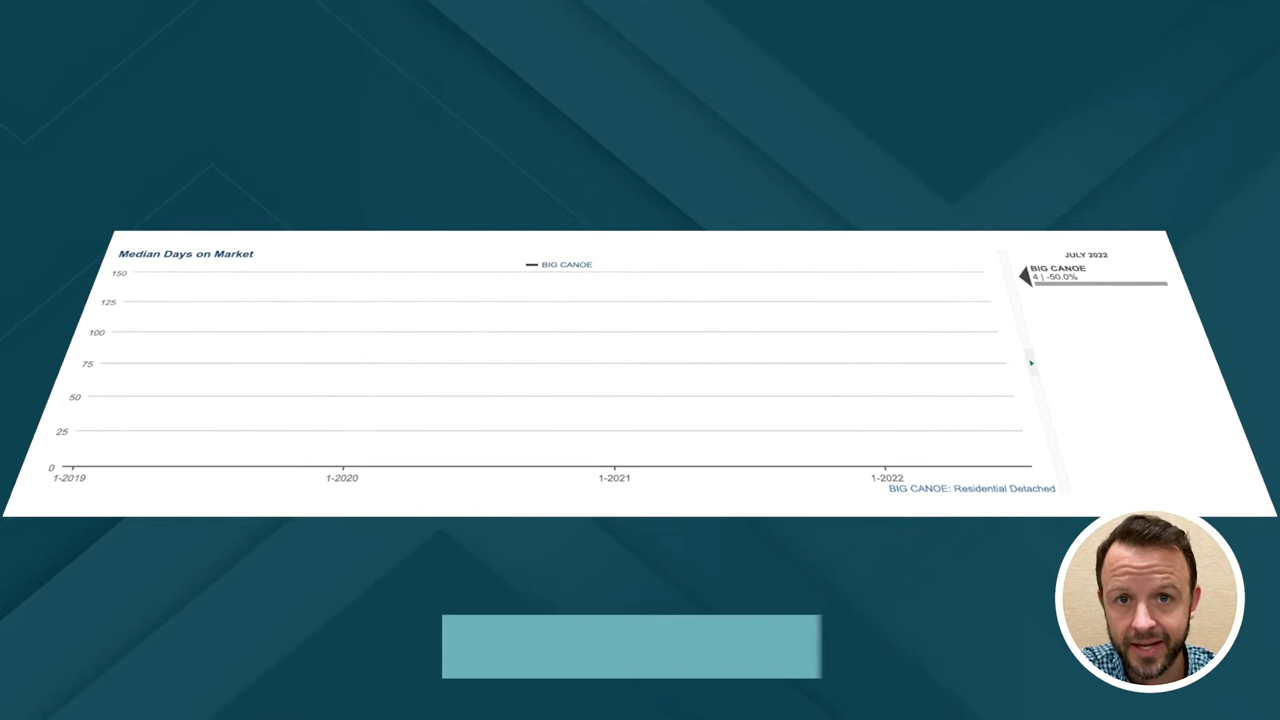 Median Days on Market
BIG CANOE
150
125
100
75
50
25
0
1-2019
1-2020
1-2021
1-2022
BIG CANOE: Residential Detached
JULY 2022
BIG CANOE
4 | -50.0%